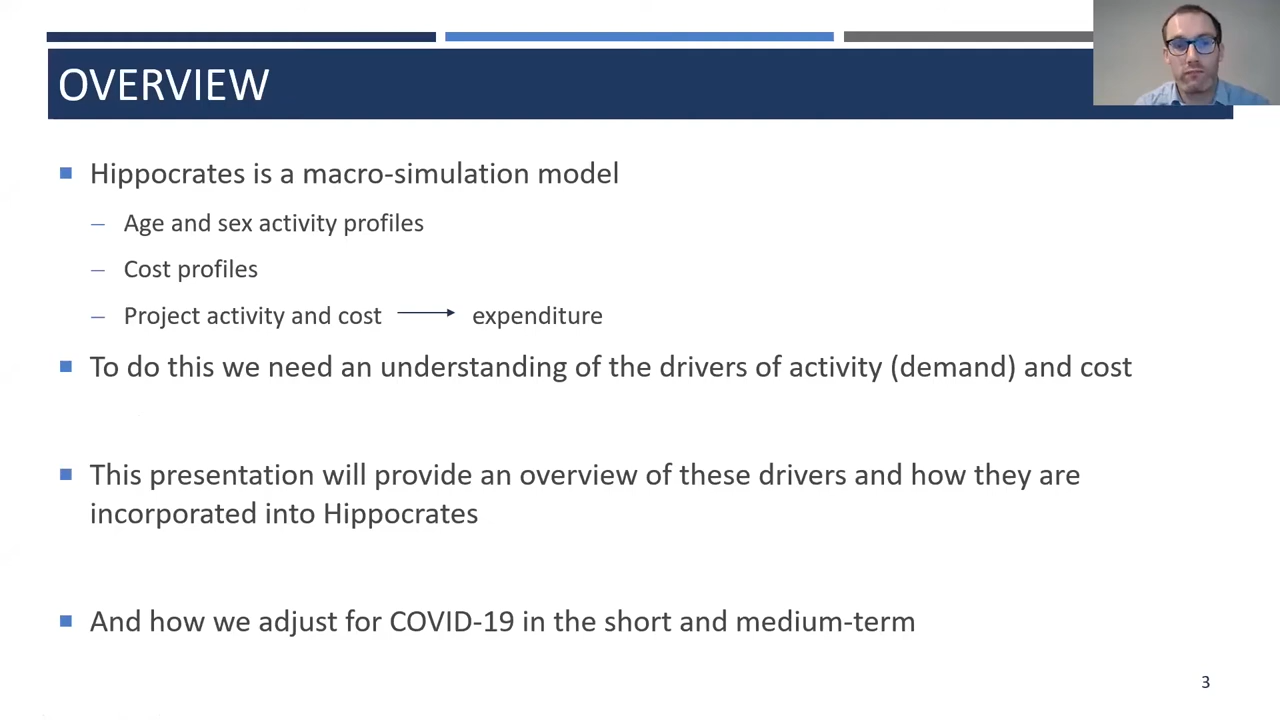 OVERVIEW
Hippocrates is a macro-simulation model
– Age and sex activity profiles
– Cost profiles
– Project activity and cost → expenditure
To do this we need an understanding of the drivers of activity (demand) and cost
This presentation will provide an overview of these drivers and how they are
incorporated into Hippocrates
And how we adjust for COVID-19 in the short and medium-term
3